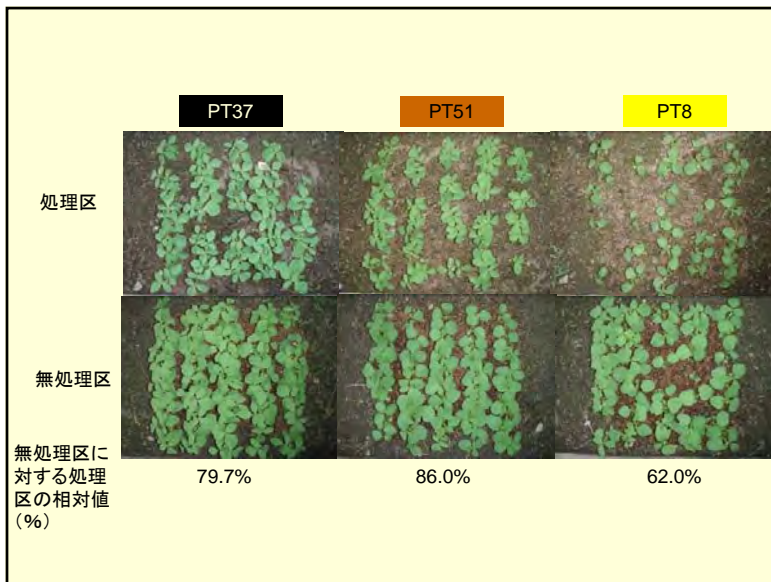 PT37
PT51
PT8
処理区
無処理区
無処理区に
対する処理
区の相対値
（%）
79.7%
86.0%
62.0%